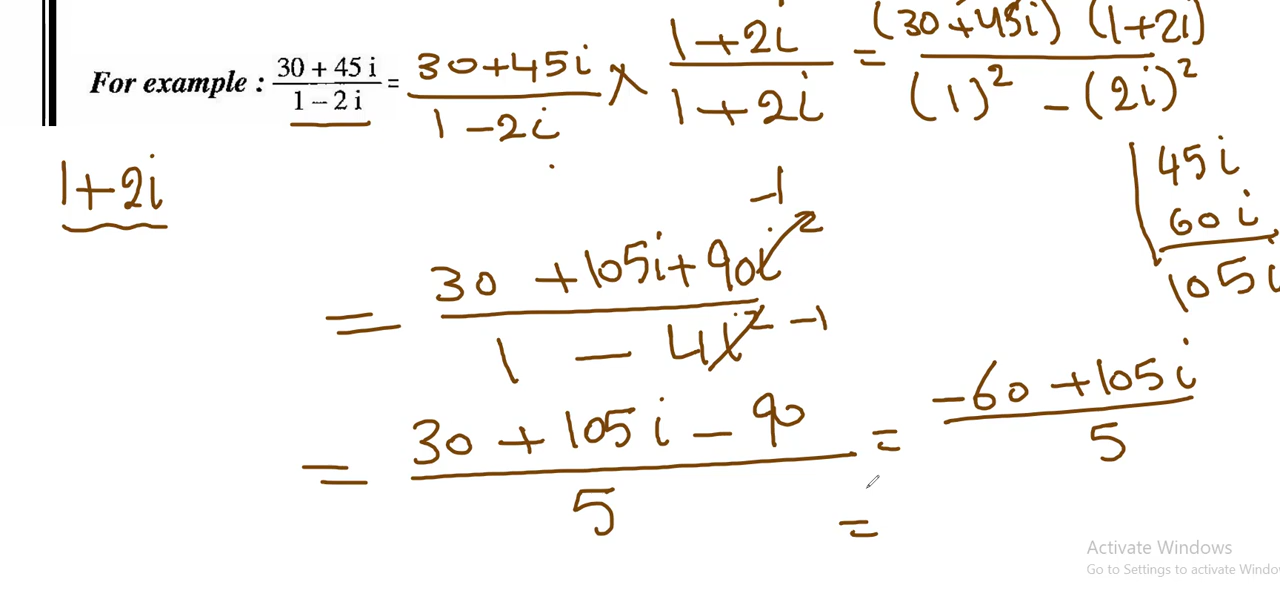 For example : (30 + 45 i)/(1 – 2 i) = (30+45i)/(1-2i) × (1+2i)/(1+2i) = ((30+45i) (1+2i))/((1)² - (2i)²)
1+2i
45i
60i
105i
= (30 +105i+90i²)/(1 - 4i²) -1 -1
= (30 + 105i - 90)/5 = (-60 +105i)/5
=
Activate Windows
Go to Settings to activate Windo